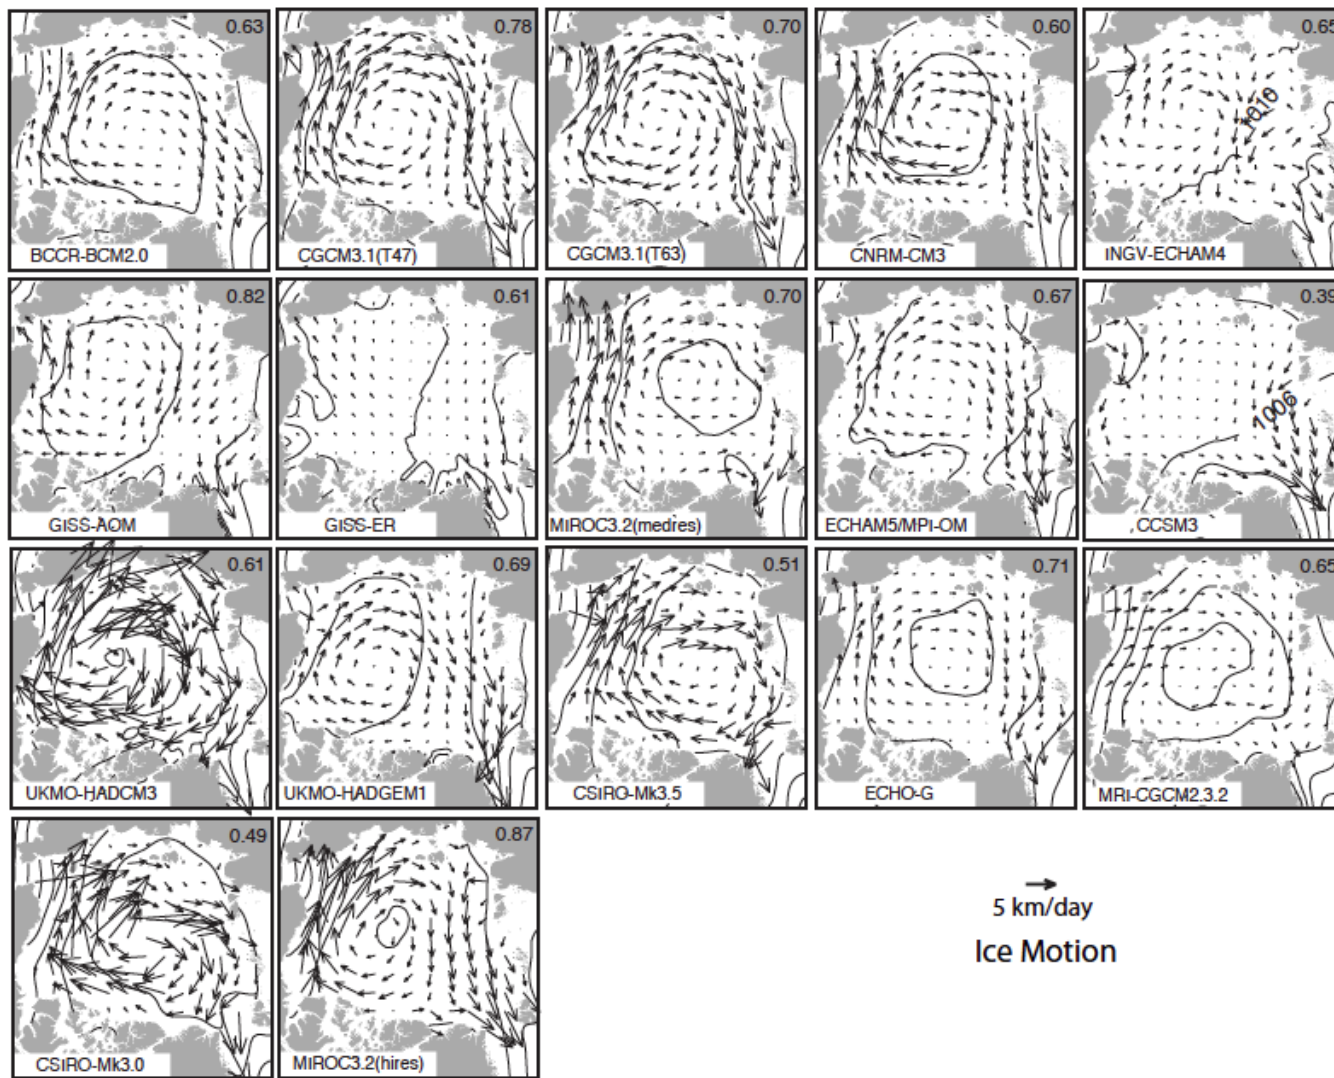 0.63
BCCR-BCM2.0
0.78
CGCM3.1(T47)
0.70
CGCM3.1(T63)
0.60
CNRM-CM3
0.65
1010
INGV-ECHAM4
0.82
GISS-AOM
0.61
GISS-ER
0.70
MIROC3.2(medres)
0.67
ECHAM5/MPI-OM
0.39
1006
CCSM3
0.61
UKMO-HADCM3
0.69
UKMO-HADGEM1
0.51
CSIRO-Mk3.5
0.71
ECHO-G
0.65
MRI-CGCM2.3.2
0.49
CSIRO-Mk3.0
0.87
MIROC3.2(hires)
5 km/day
Ice Motion